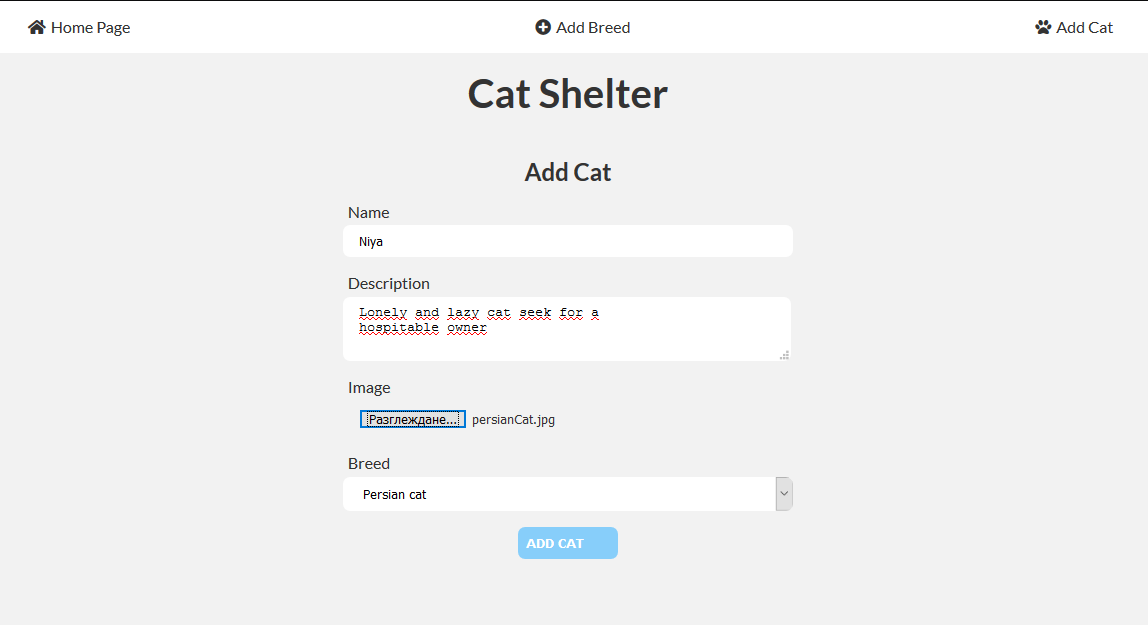 Home Page
Add Breed
Add Cat
Cat Shelter
Add Cat
Name
Niya
Description
Lonely and lazy cat seek for a
hospitable owner
Image
Разглеждане... persianCat.jpg
Breed
Persian cat
ADD CAT